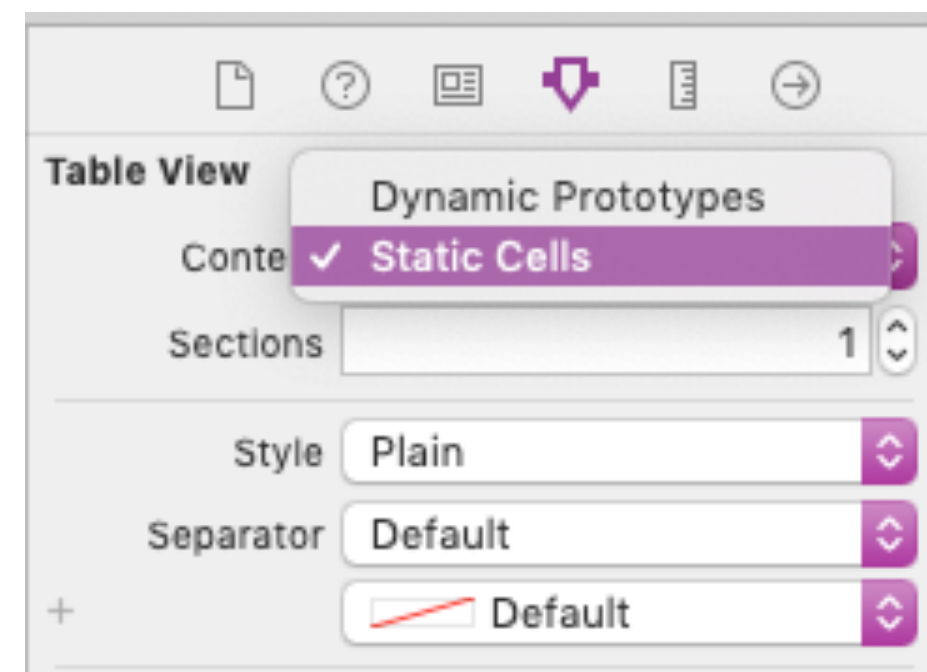 Table View
Dynamic Prototypes
Conte ✓ Static Cells
Sections 1
Style Plain
Separator Default
+ Default